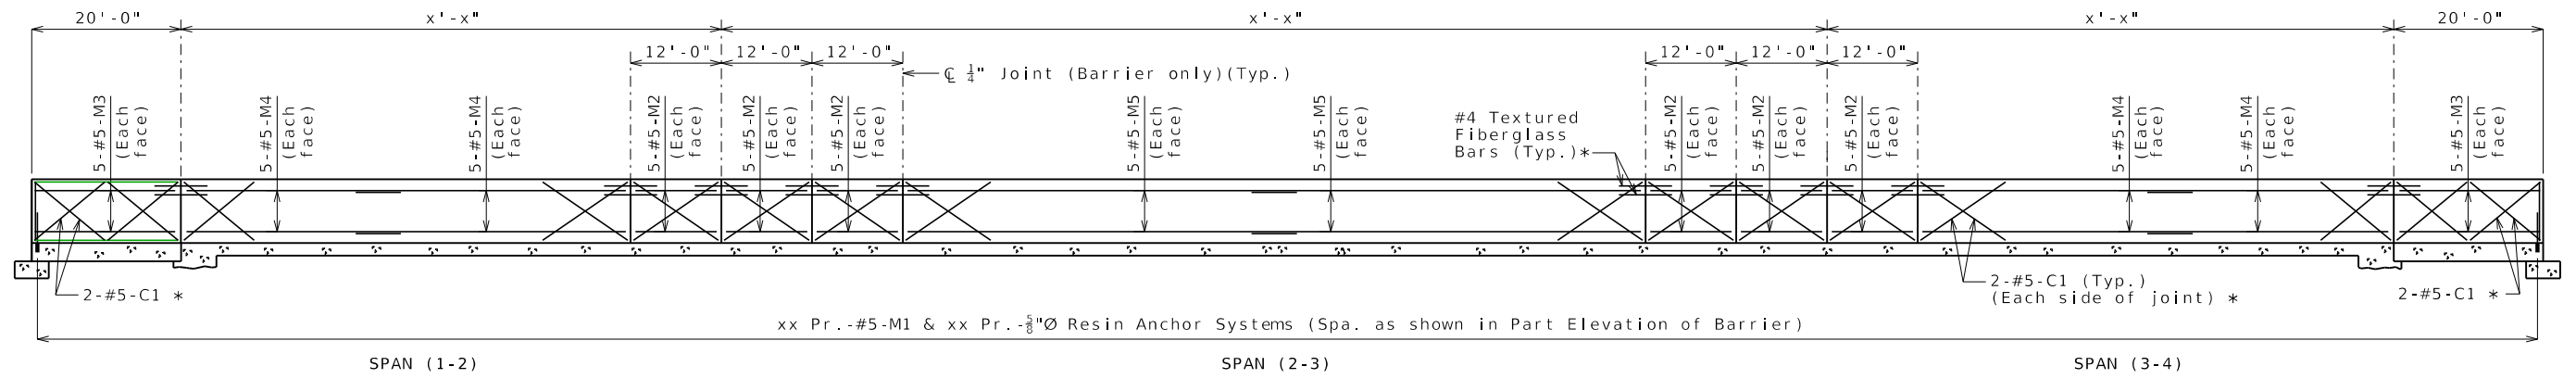 20'-0" x'-x" x'-x" x'-x" 20'-0"
12'-0" 12'-0" 12'-0" 12'-0" 12'-0" 12'-0"
℄ 1/4" Joint (Barrier only)(Typ.)
5-#5-M3
(Each
face)
5-#5-M4
(Each
face)
5-#5-M4
(Each
face)
5-#5-M2
(Each
face)
5-#5-M2
(Each
face)
5-#5-M2
(Each
face)
5-#5-M5
(Each
face)
5-#5-M5
(Each
face)
#4 Textured
Fiberglass
Bars (Typ.)*
5-#5-M2
(Each
face)
5-#5-M2
(Each
face)
5-#5-M2
(Each
face)
5-#5-M4
(Each
face)
5-#5-M4
(Each
face)
5-#5-M3
(Each
face)
2-#5-C1 *
2-#5-C1 (Typ.)
(Each side of joint) *
2-#5-C1 *
xx Pr.-#5-M1 & xx Pr.-5/8"Ø Resin Anchor Systems (Spa. as shown in Part Elevation of Barrier)
SPAN (1-2) SPAN (2-3) SPAN (3-4)